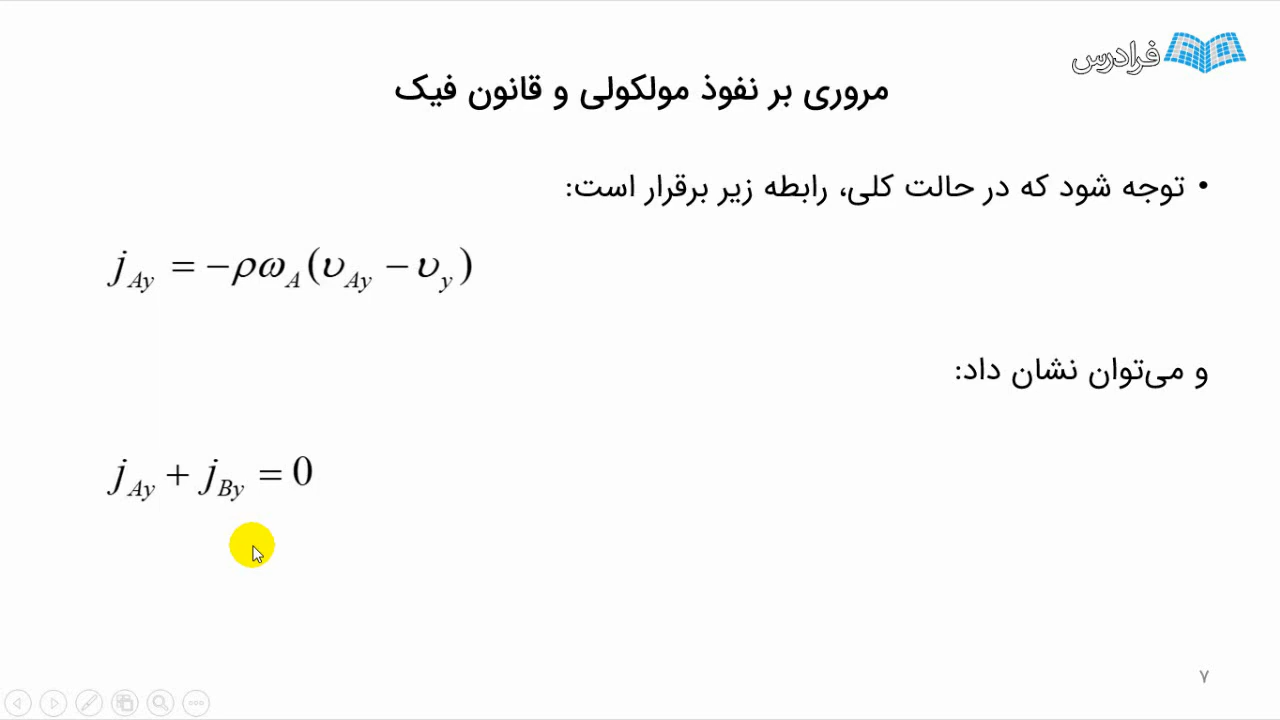 فرادرس
مروری بر نفوذ مولکولی و قانون فیک
• توجه شود که در حالت کلی، رابطه زیر برقرار است:
j_{Ay} = −ρω_A(υ_{Ay} − υ_y)
و می‌توان نشان داد:
j_{Ay} + j_{By} = 0
۷